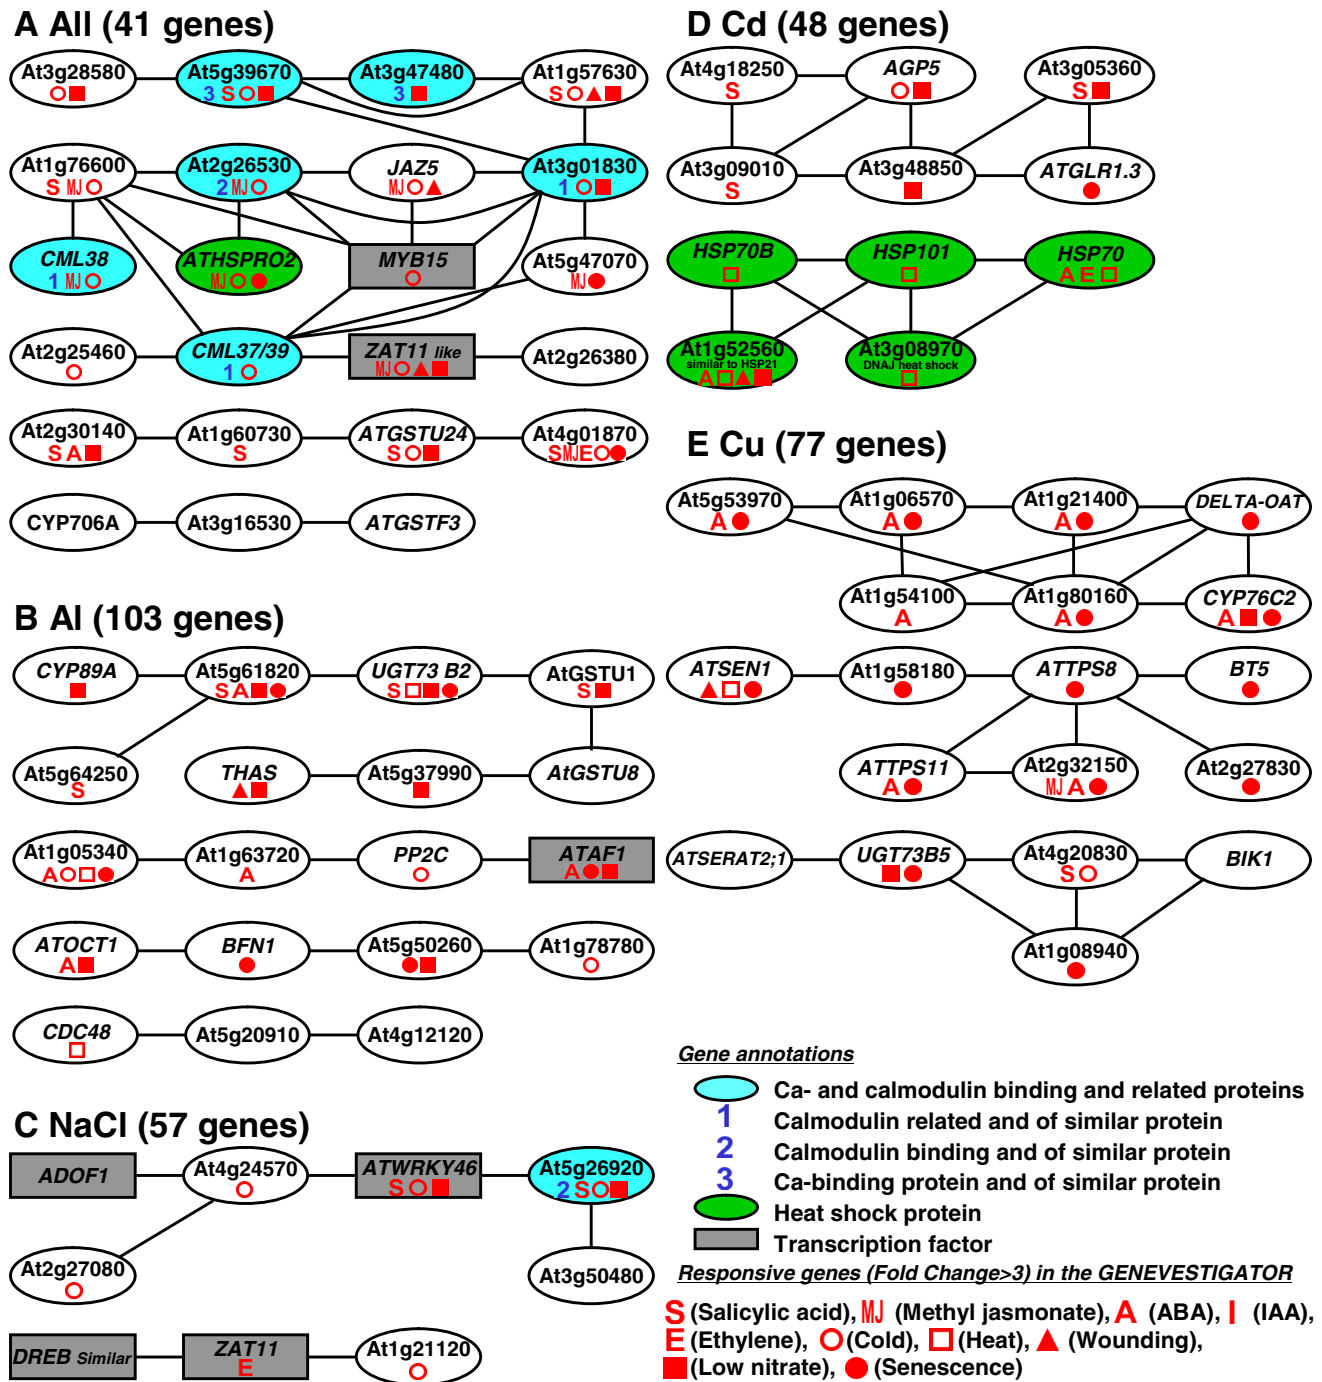 A All (41 genes)
At3g28580 At5g39670 At3g47480 At1g57630
3 S 3 S
At1g76600 At2g26530 JAZ5 At3g01830
S MJ 2 MJ MJ 1
CML38 ATHSPRO2 MYB15 At5g47070
1 MJ MJ MJ
At2g25460 CML37/39 ZAT11 like At2g26380
1 MJ
At2g30140 At1g60730 ATGSTU24 At4g01870
S A S S S MJ E
CYP706A At3g16530 ATGSTF3
B Al (103 genes)
CYP89A At5g61820 UGT73 B2 AtGSTU1
S A S S
At5g64250 THAS At5g37990 AtGSTU8
S
At1g05340 At1g63720 PP2C ATAF1
A A A
ATOCT1 BFN1 At5g50260 At1g78780
A
CDC48 At5g20910 At4g12120
C NaCl (57 genes)
ADOF1 At4g24570 ATWRKY46 At5g26920
S 2 S
At2g27080 At3g50480
DREB Similar ZAT11 At1g21120
E
D Cd (48 genes)
At4g18250 AGP5 At3g05360
S S
At3g09010 At3g48850 ATGLR1.3
S
HSP70B HSP101 HSP70
A E
At1g52560 At3g08970
similar to HSP21 DNAJ heat shock
A
E Cu (77 genes)
At5g53970 At1g06570 At1g21400 DELTA-OAT
A A A
At1g54100 At1g80160 CYP76C2
A A A
ATSEN1 At1g58180 ATTPS8 BT5
ATTPS11 At2g32150 At2g27830
A MJ A
ATSERAT2;1 UGT73B5 At4g20830 BIK1
S
At1g08940
Gene annotations
Ca- and calmodulin binding and related proteins
1 Calmodulin related and of similar protein
2 Calmodulin binding and of similar protein
3 Ca-binding protein and of similar protein
Heat shock protein
Transcription factor
Responsive genes (Fold Change>3) in the GENEVESTIGATOR
S (Salicylic acid), MJ (Methyl jasmonate), A (ABA), I (IAA),
E (Ethylene), (Cold), (Heat), (Wounding),
(Low nitrate), (Senescence)